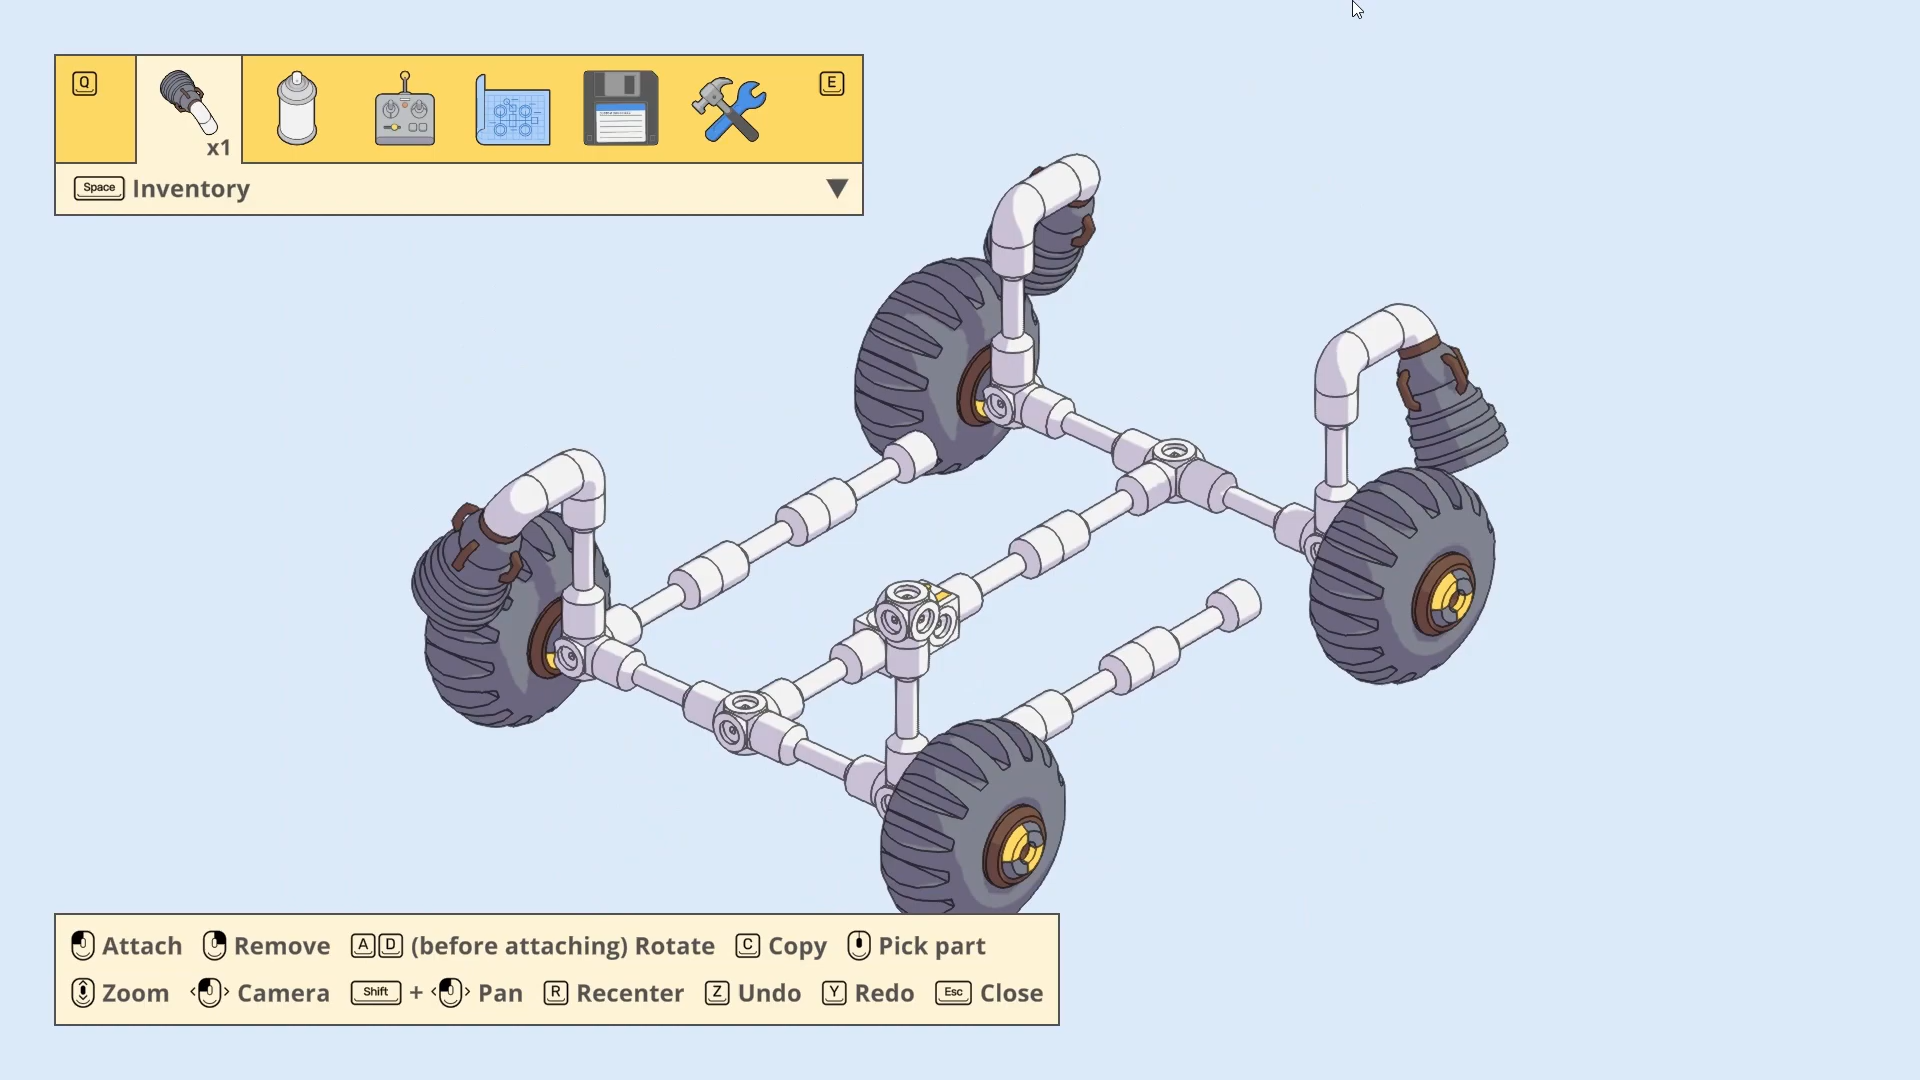 Q
E
x1
Space Inventory
Attach Remove A D (before attaching) Rotate C Copy Pick part
Zoom Camera Shift + Pan R Recenter Z Undo Y Redo Esc Close